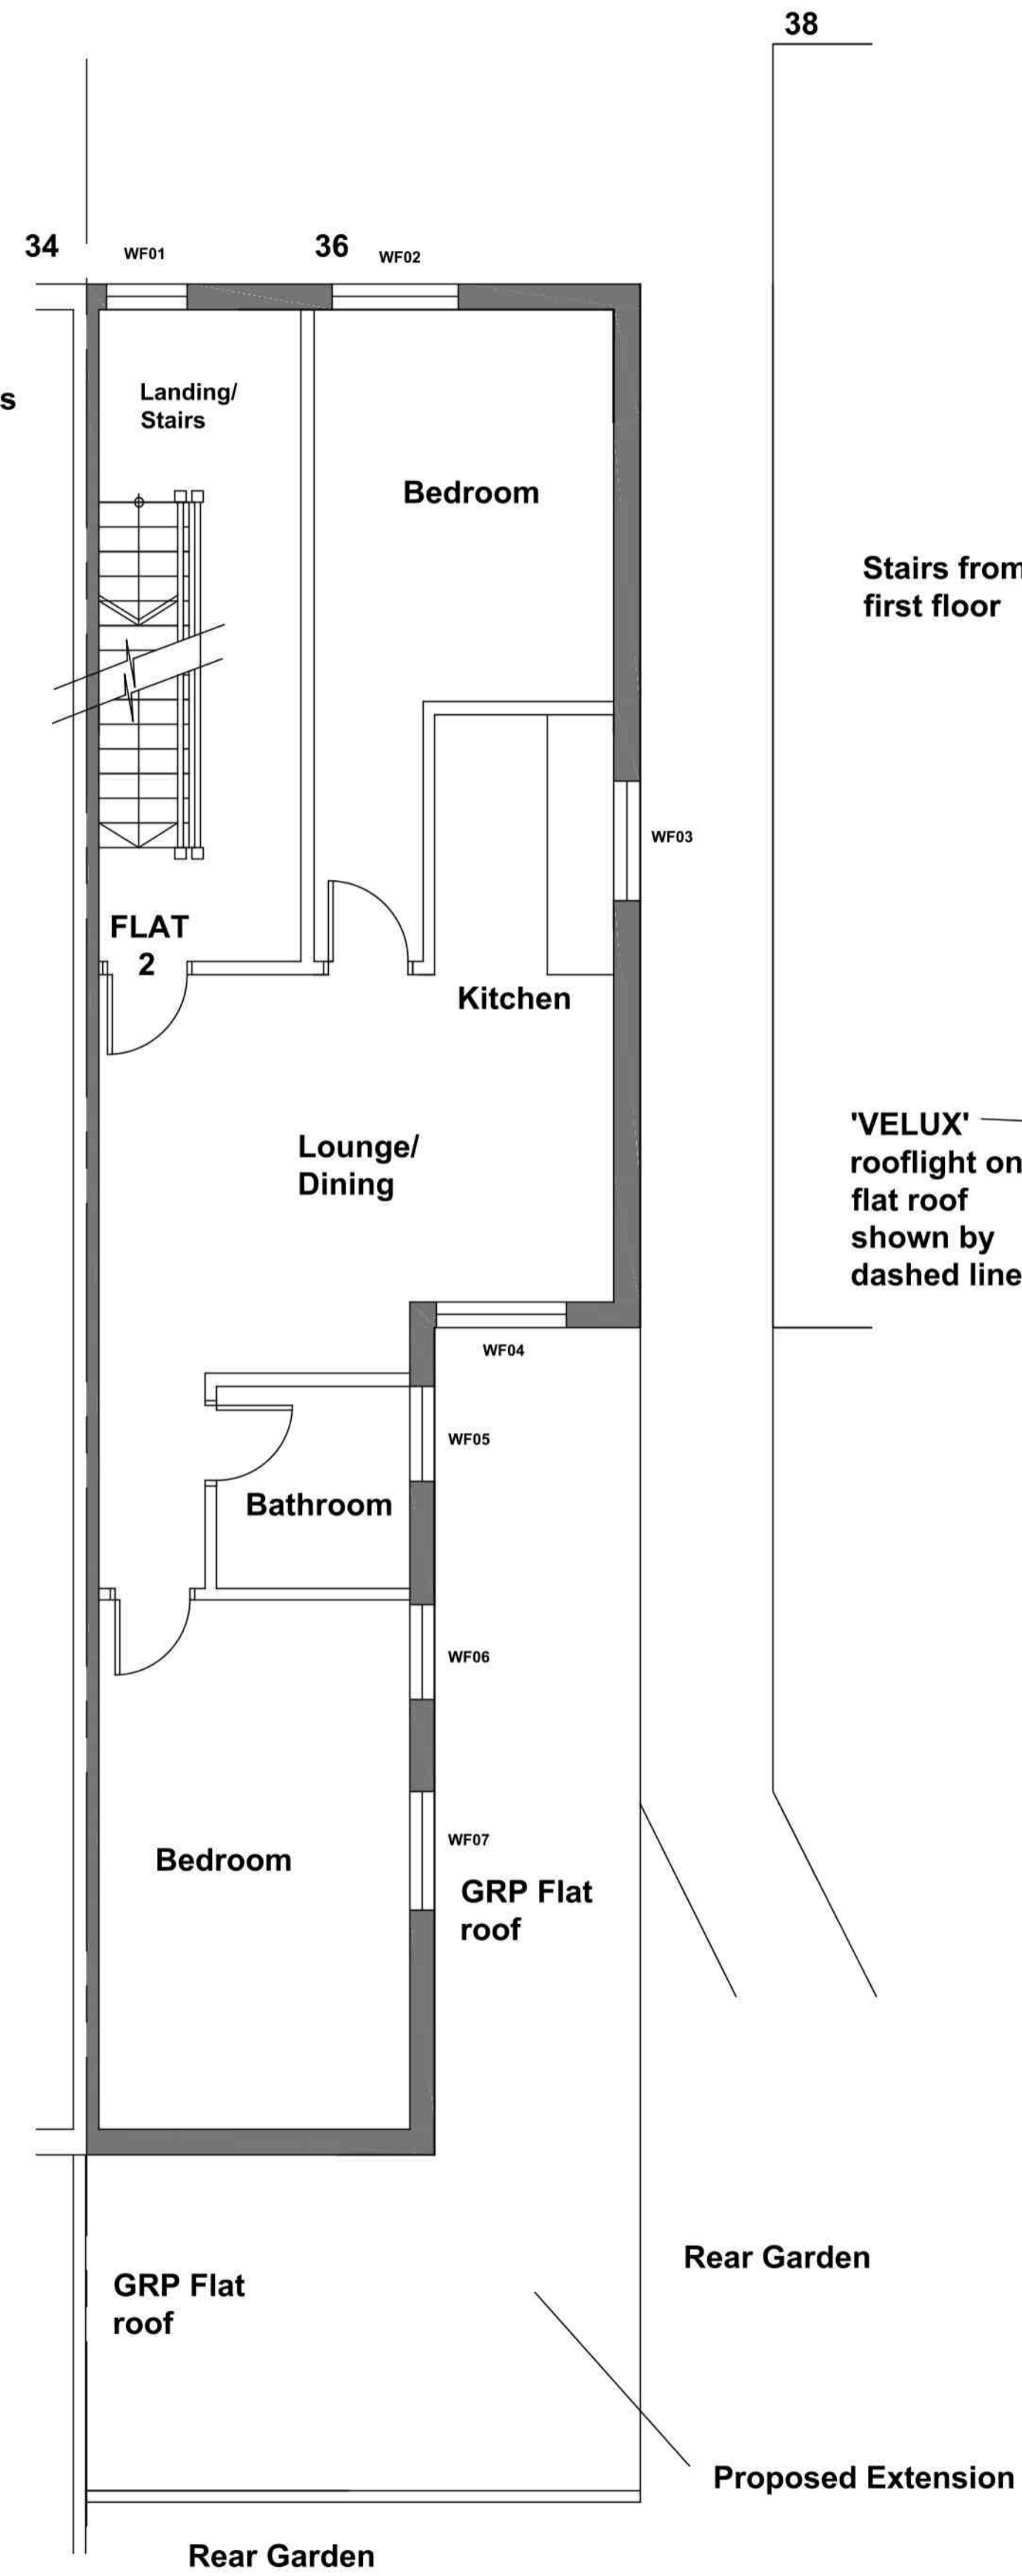 38
34
WF01
36
WF02
s
Landing/
Stairs
Bedroom
Stairs from
first floor
WF03
FLAT
2
Kitchen
'VELUX'
rooflight on
flat roof
shown by
dashed line
Lounge/
Dining
WF04
WF05
Bathroom
WF06
WF07
Bedroom
GRP Flat
roof
Rear Garden
GRP Flat
roof
Proposed Extension
Rear Garden